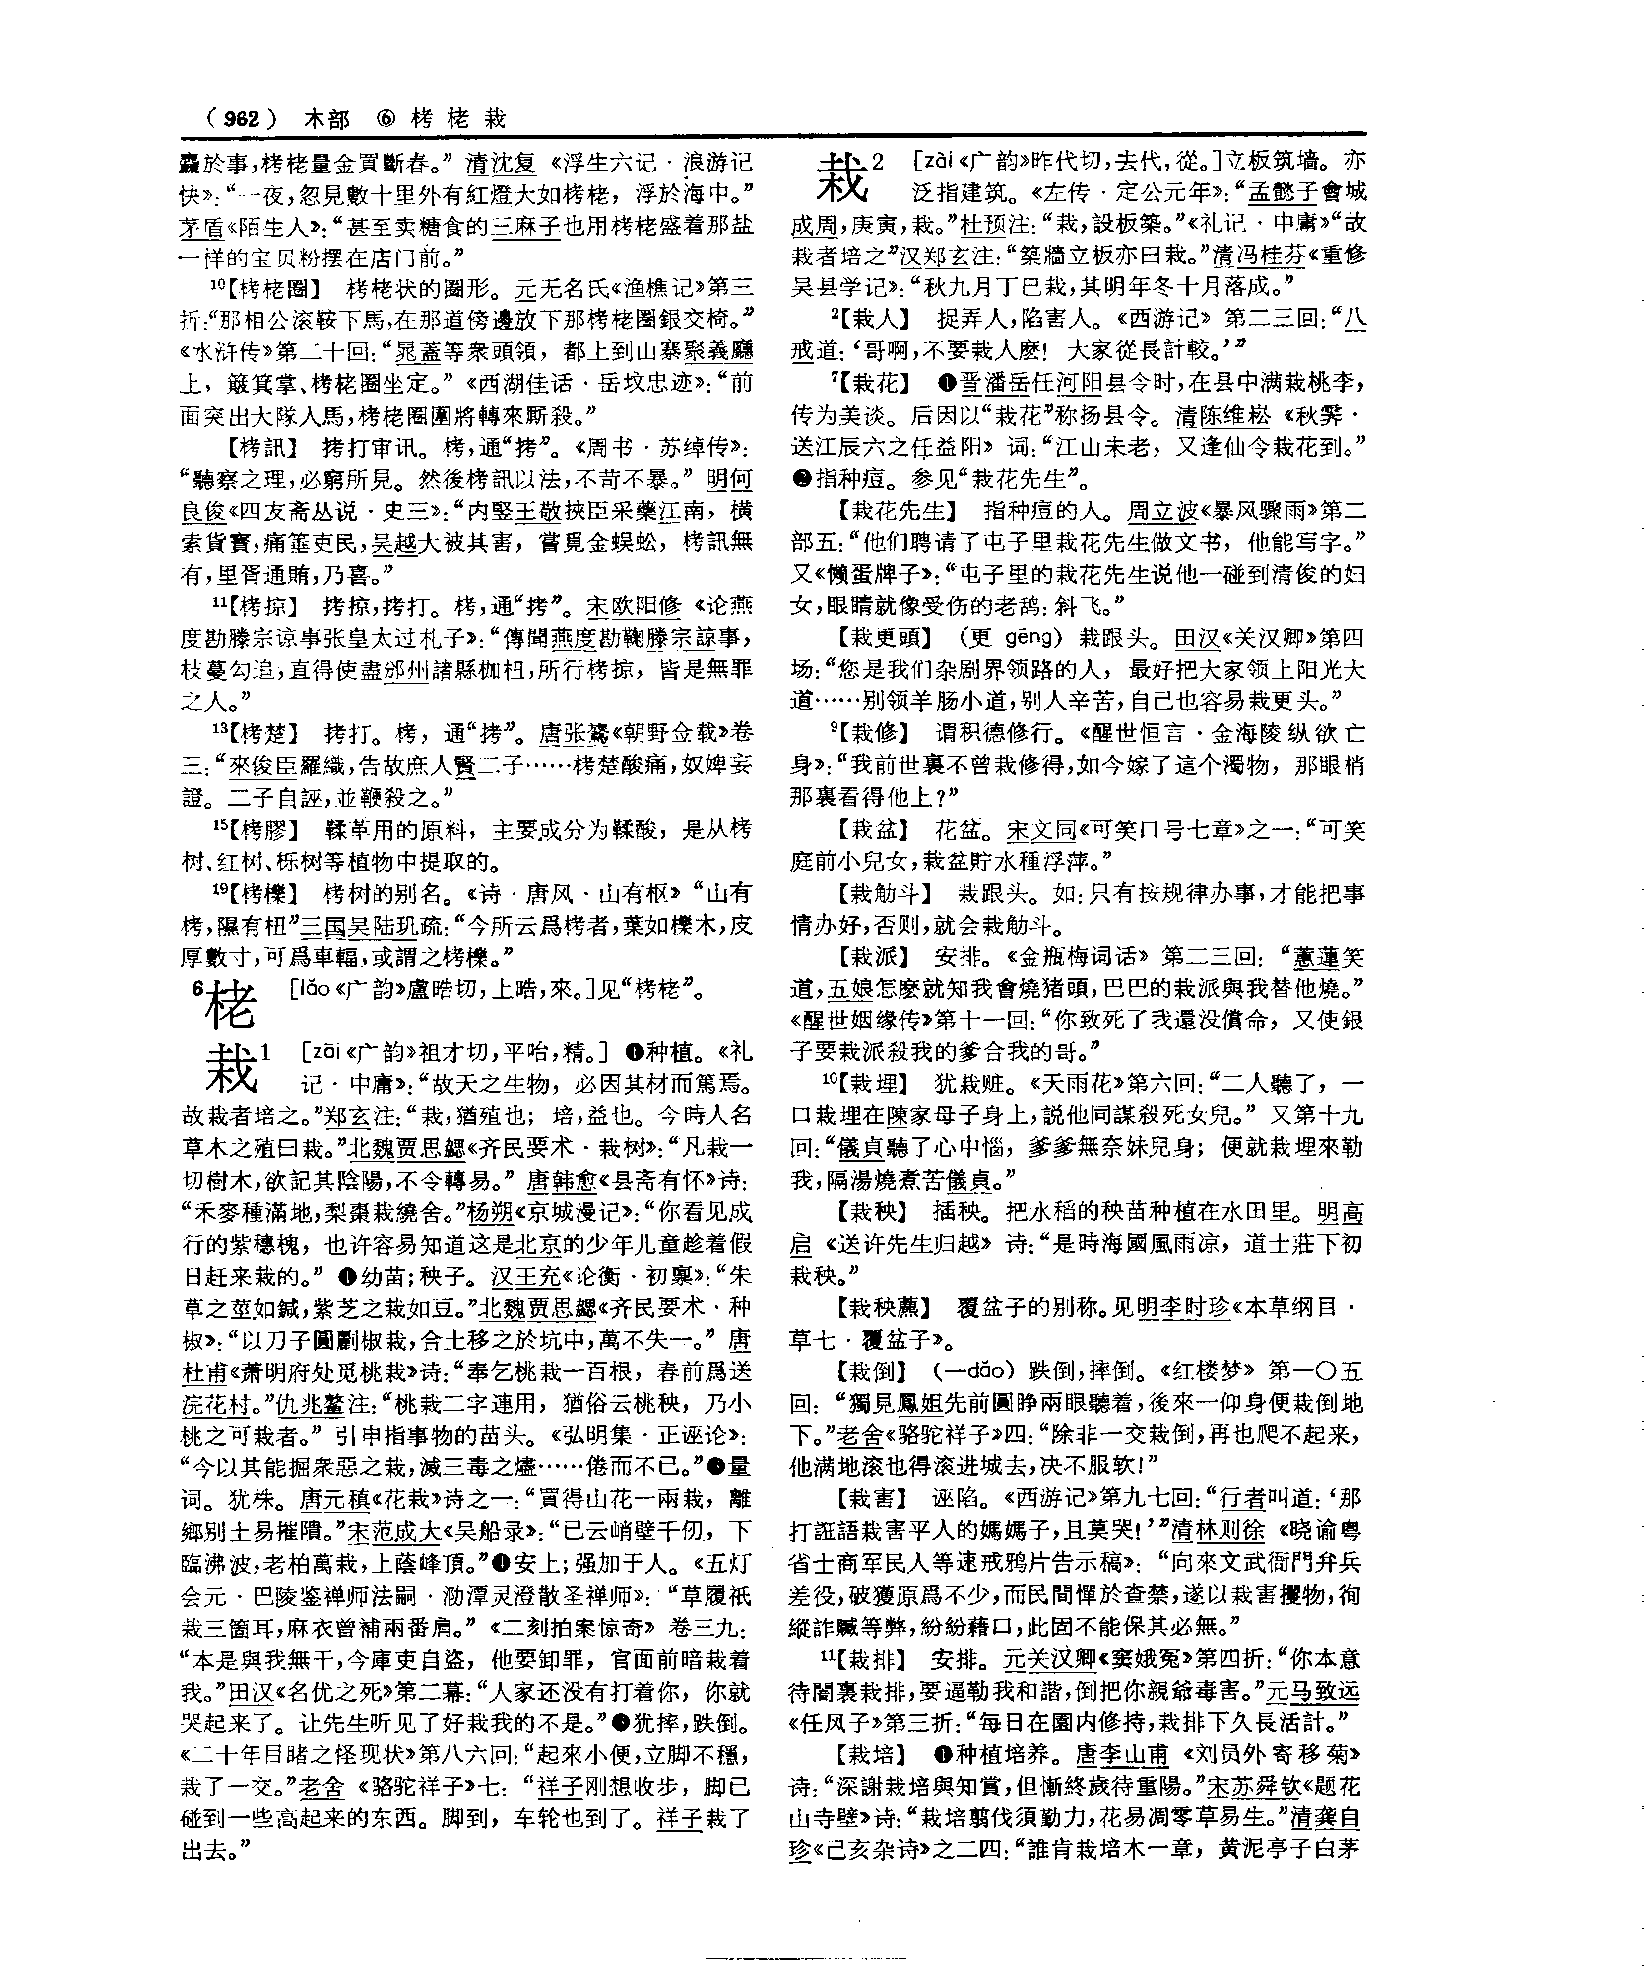 （962） 木部 ⑥ 栲 栳 栽
驫於事，栲栳量金買斷春。”清沈复《浮生六记·浪游记
快》：“一夜，忽見數十里外有紅燈大如栲栳，浮於海中。”
茅盾《陌生人》：“甚至卖糖食的三麻子也用栲栳盛着那盐
一样的宝贝粉摆在店门前。”
¹⁰【栲栳圈】 栲栳状的圈形。元无名氏《渔樵记》第三
折：“那相公滚鞍下馬，在那道傍邊放下那栲栳圈銀交椅。”
《水浒传》第二十回：“晁蓋等衆頭領，都上到山寨聚義廳
上，簸箕掌、栲栳圈坐定。”《西湖佳话·岳坟忠迹》：“前
面突出大隊人馬，栲栳圈圍將轉來厮殺。”
【栲訊】 拷打审讯。栲，通“拷”。《周书·苏绰传》：
“聽察之理，必窮所見。然後栲訊以法，不苛不暴。”明何
良俊《四友斋丛说·史三》：“内竪王敬挾臣采藥江南，横
索貨寶，痛箠吏民，吴越大被其害，嘗覓金蜈蚣，栲訊無
有，里胥通賄，乃喜。”
¹¹【栲掠】 拷掠，拷打。栲，通“拷”。宋欧阳修《论燕
度勘滕宗谅事张皇太过札子》：“傳聞燕度勘鞫滕宗諒事，
枝蔓勾追，直得使盡邠州諸縣枷杻，所行栲掠，皆是無罪
之人。”
¹³【栲楚】 拷打。栲，通“拷”。唐张鷟《朝野佥载》卷
三：“來俊臣羅織，告故庶人賢二子……栲楚酸痛，奴婢妄
證。二子自誣，並鞭殺之。”
¹⁵【栲膠】 鞣革用的原料，主要成分为鞣酸，是从栲
树、红树、栎树等植物中提取的。
¹⁹【栲櫟】 栲树的别名。《诗·唐风·山有枢》“山有
栲，隰有杻”三国吴陆玑疏：“今所云爲栲者，葉如櫟木，皮
厚數寸，可爲車輻，或謂之栲櫟。”
6栳 ［lǎo《广韵》盧晧切，上晧，來。］见“栲栳”。
栽1 ［zāi《广韵》祖才切，平咍，精。］❶种植。《礼
记·中庸》：“故天之生物，必因其材而篤焉。
故栽者培之。”郑玄注：“栽，猶殖也；培，益也。今時人名
草木之殖曰栽。”北魏贾思勰《齐民要术·栽树》：“凡栽一
切樹木，欲記其陰陽，不令轉易。”唐韩愈《县斋有怀》诗：
“禾麥種滿地，梨棗栽繞舍。”杨朔《京城漫记》：“你看见成
行的紫穗槐，也许容易知道这是北京的少年儿童趁着假
日赶来栽的。”❷幼苗；秧子。汉王充《论衡·初禀》：“朱
草之莖如鍼，紫芝之栽如豆。”北魏贾思勰《齐民要术·种
椒》：“以刀子圓劚椒栽，合土移之於坑中，萬不失一。”唐
杜甫《萧明府处觅桃栽》诗：“奉乞桃栽一百根，春前爲送
浣花村。”仇兆鳌注：“桃栽二字連用，猶俗云桃秧，乃小
桃之可栽者。”引申指事物的苗头。《弘明集·正诬论》：
“今以其能掘衆惡之栽，滅三毒之燼……倦而不已。”❸量
词。犹株。唐元稹《花栽》诗之一：“買得山花一兩栽，離
鄉别土易摧隤。”宋范成大《吴船录》：“已云峭壁千仞，下
臨沸波，老柏萬栽，上蔭峰頂。”❹安上；强加于人。《五灯
会元·巴陵鉴禅师法嗣·泐潭灵澄散圣禅师》：“草履祇
栽三箇耳，麻衣曾補兩番肩。”《二刻拍案惊奇》卷三九：
“本是與我無干，今庫吏自盗，他要卸罪，官面前暗栽着
我。”田汉《名优之死》第二幕：“人家还没有打着你，你就
哭起来了。让先生听见了好栽我的不是。”❺犹摔，跌倒。
《二十年目睹之怪现状》第八六回：“起來小便，立脚不穩，
栽了一交。”老舍《骆驼祥子》七：“祥子刚想收步，脚已
碰到一些高起来的东西。脚到，车轮也到了。祥子栽了
出去。”
栽2 ［zài《广韵》昨代切，去代，從。］立板筑墙。亦
泛指建筑。《左传·定公元年》：“孟懿子會城
成周，庚寅，栽。”杜预注：“栽，設板築。”《礼记·中庸》“故
栽者培之”汉郑玄注：“築牆立板亦曰栽。”清冯桂芬《重修
吴县学记》：“秋九月丁巳栽，其明年冬十月落成。”
²【栽人】 捉弄人，陷害人。《西游记》第二三回：“八
戒道：‘哥啊，不要栽人麽！大家從長計較。’”
⁷【栽花】 ❶晋潘岳任河阳县令时，在县中满栽桃李，
传为美谈。后因以“栽花”称扬县令。清陈维崧《秋霁·
送江辰六之任益阳》词：“江山未老，又逢仙令栽花到。”
❷指种痘。参见“栽花先生”。
【栽花先生】 指种痘的人。周立波《暴风骤雨》第二
部五：“他们聘请了屯子里栽花先生做文书，他能写字。”
又《懒蛋牌子》：“屯子里的栽花先生说他一碰到清俊的妇
女，眼睛就像受伤的老鸹：斜飞。”
【栽更頭】 （更 gēng）栽跟头。田汉《关汉卿》第四
场：“您是我们杂剧界领路的人，最好把大家领上阳光大
道……别领羊肠小道，别人辛苦，自己也容易栽更头。”
⁹【栽修】 谓积德修行。《醒世恒言·金海陵纵欲亡
身》：“我前世裏不曾栽修得，如今嫁了這个濁物，那眼梢
那裏看得他上？”
【栽盆】 花盆。宋文同《可笑口号七章》之一：“可笑
庭前小兒女，栽盆貯水種浮萍。”
【栽觔斗】 栽跟头。如：只有按规律办事，才能把事
情办好，否则，就会栽觔斗。
【栽派】 安排。《金瓶梅词话》第二三回：“蕙蓮笑
道，五娘怎麽就知我會燒猪頭，巴巴的栽派與我替他燒。”
《醒世姻缘传》第十一回：“你致死了我還没償命，又使銀
子要栽派殺我的爹合我的哥。”
¹⁰【栽埋】 犹栽赃。《天雨花》第六回：“二人聽了，一
口栽埋在陳家母子身上，説他同謀殺死女兒。”又第十九
回：“儀貞聽了心中惱，爹爹無奈妹兒身；便就栽埋來勒
我，隔湯燒煮苦儀貞。”
【栽秧】 插秧。把水稻的秧苗种植在水田里。明高
启《送许先生归越》诗：“是時海國風雨凉，道士莊下初
栽秧。”
【栽秧藨】 覆盆子的别称。见明李时珍《本草纲目·
草七·覆盆子》。
【栽倒】 （—dǎo）跌倒，摔倒。《红楼梦》第一〇五
回：“獨見鳳姐先前圓睁兩眼聽着，後來一仰身便栽倒地
下。”老舍《骆驼祥子》四：“除非一交栽倒，再也爬不起来，
他满地滚也得滚进城去，决不服软！”
【栽害】 诬陷。《西游记》第九七回：“行者叫道：‘那
打誑語栽害平人的媽媽子，且莫哭！’”清林则徐《晓谕粤
省士商军民人等速戒鸦片告示稿》：“向來文武衙門弁兵
差役，破獲原爲不少，而民間憚於查禁，遂以栽害攫物，徇
縱詐贓等弊，紛紛藉口，此固不能保其必無。”
¹¹【栽排】 安排。元关汉卿《窦娥冤》第四折：“你本意
待闇裏栽排，要逼勒我和諧，倒把你親爺毒害。”元马致远
《任风子》第三折：“每日在園内修持，栽排下久長活計。”
【栽培】 ❶种植培养。唐李山甫《刘员外寄移菊》
诗：“深謝栽培與知賞，但慚終歲待重陽。”宋苏舜钦《题花
山寺壁》诗：“栽培翦伐須勤力，花易凋零草易生。”清龚自
珍《己亥杂诗》之二四：“誰肯栽培木一章，黄泥亭子白茅